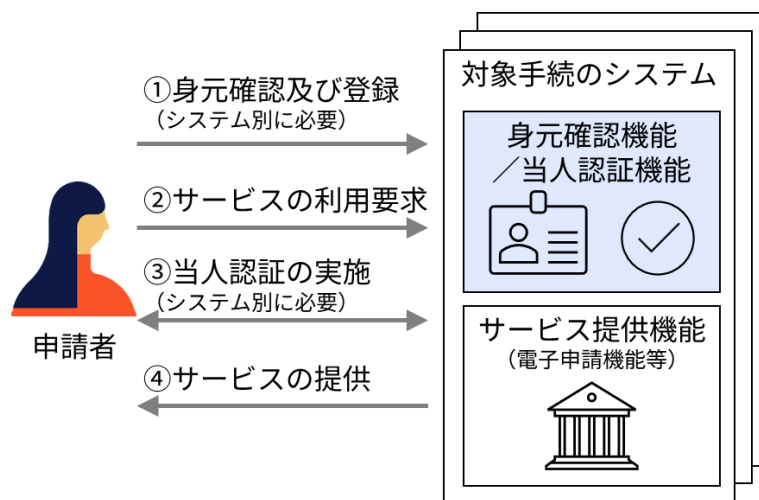 ①身元確認及び登録
（システム別に必要）
②サービスの利用要求
③当人認証の実施
（システム別に必要）
④サービスの提供
申請者
対象手続のシステム
身元確認機能
／当人認証機能
サービス提供機能
（電子申請機能等）